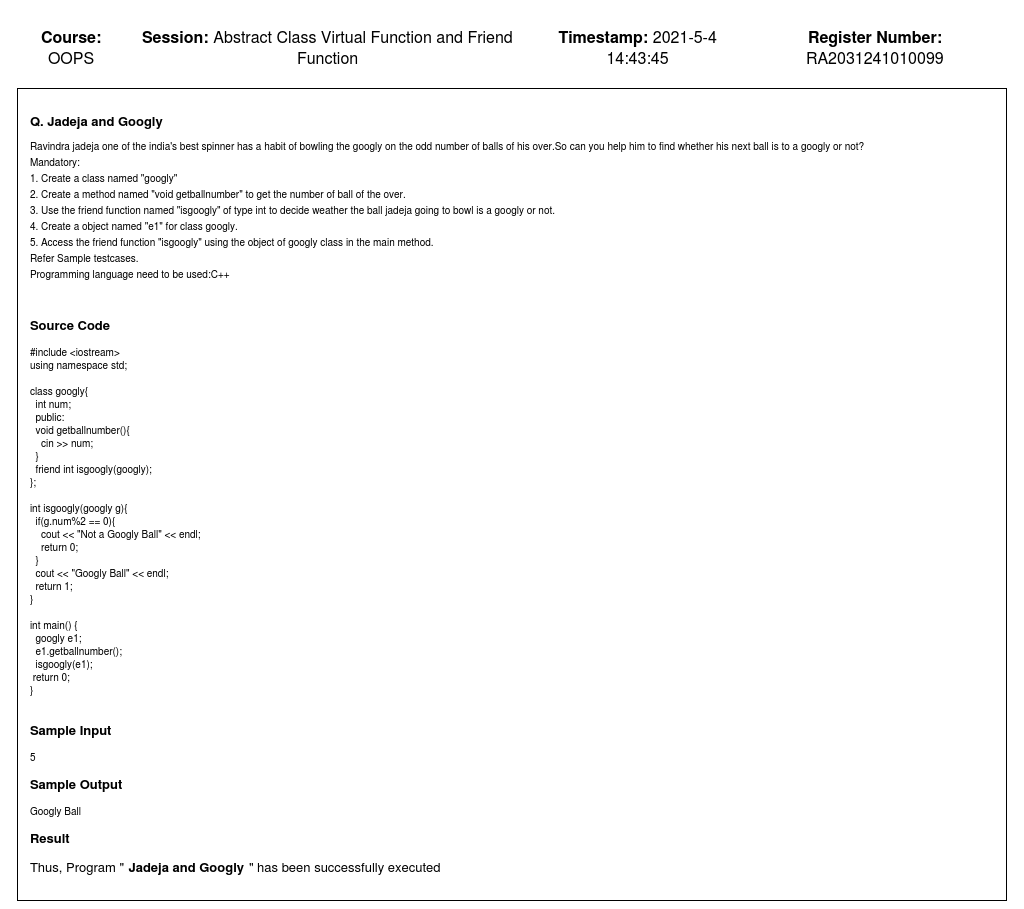 Course: OOPS
Session: Abstract Class Virtual Function and Friend Function
Timestamp: 2021-5-4 14:43:45
Register Number: RA2031241010099
Q. Jadeja and Googly
Ravindra jadeja one of the india's best spinner has a habit of bowling the googly on the odd number of balls of his over.So can you help him to find whether his next ball is to a googly or not?
Mandatory:
1. Create a class named "googly"
2. Create a method named "void getballnumber" to get the number of ball of the over.
3. Use the friend function named "isgoogly" of type int to decide weather the ball jadeja going to bowl is a googly or not.
4. Create a object named "e1" for class googly.
5. Access the friend function "isgoogly" using the object of googly class in the main method.
Refer Sample testcases.
Programming language need to be used:C++
Source Code
#include <iostream>
using namespace std;
class googly{
int num;
public:
void getballnumber(){
cin >> num;
}
friend int isgoogly(googly);
};
int isgoogly(googly g){
if(g.num%2 == 0){
cout << "Not a Googly Ball" << endl;
return 0;
}
cout << "Googly Ball" << endl;
return 1;
}
int main() {
googly e1;
e1.getballnumber();
isgoogly(e1);
return 0;
}
Sample Input
5
Sample Output
Googly Ball
Result
Thus, Program " Jadeja and Googly " has been successfully executed